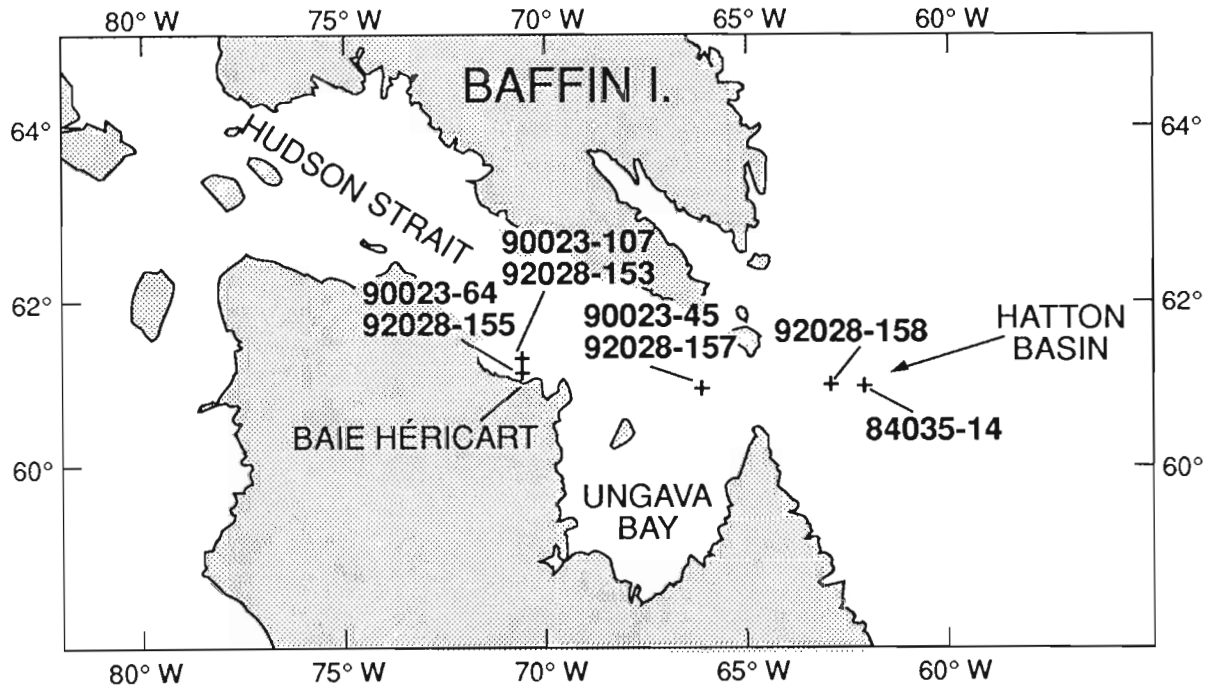 80° W 75° W 70° W 65° W 60° W
BAFFIN I.
64° 64°
HUDSON STRAIT
90023-107
92028-153
90023-64
92028-155
62° 62°
90023-45
92028-157
92028-158
HATTON
BASIN
84035-14
BAIE HÉRICART
60° 60°
UNGAVA
BAY
80° W 75° W 70° W 65° W 60° W